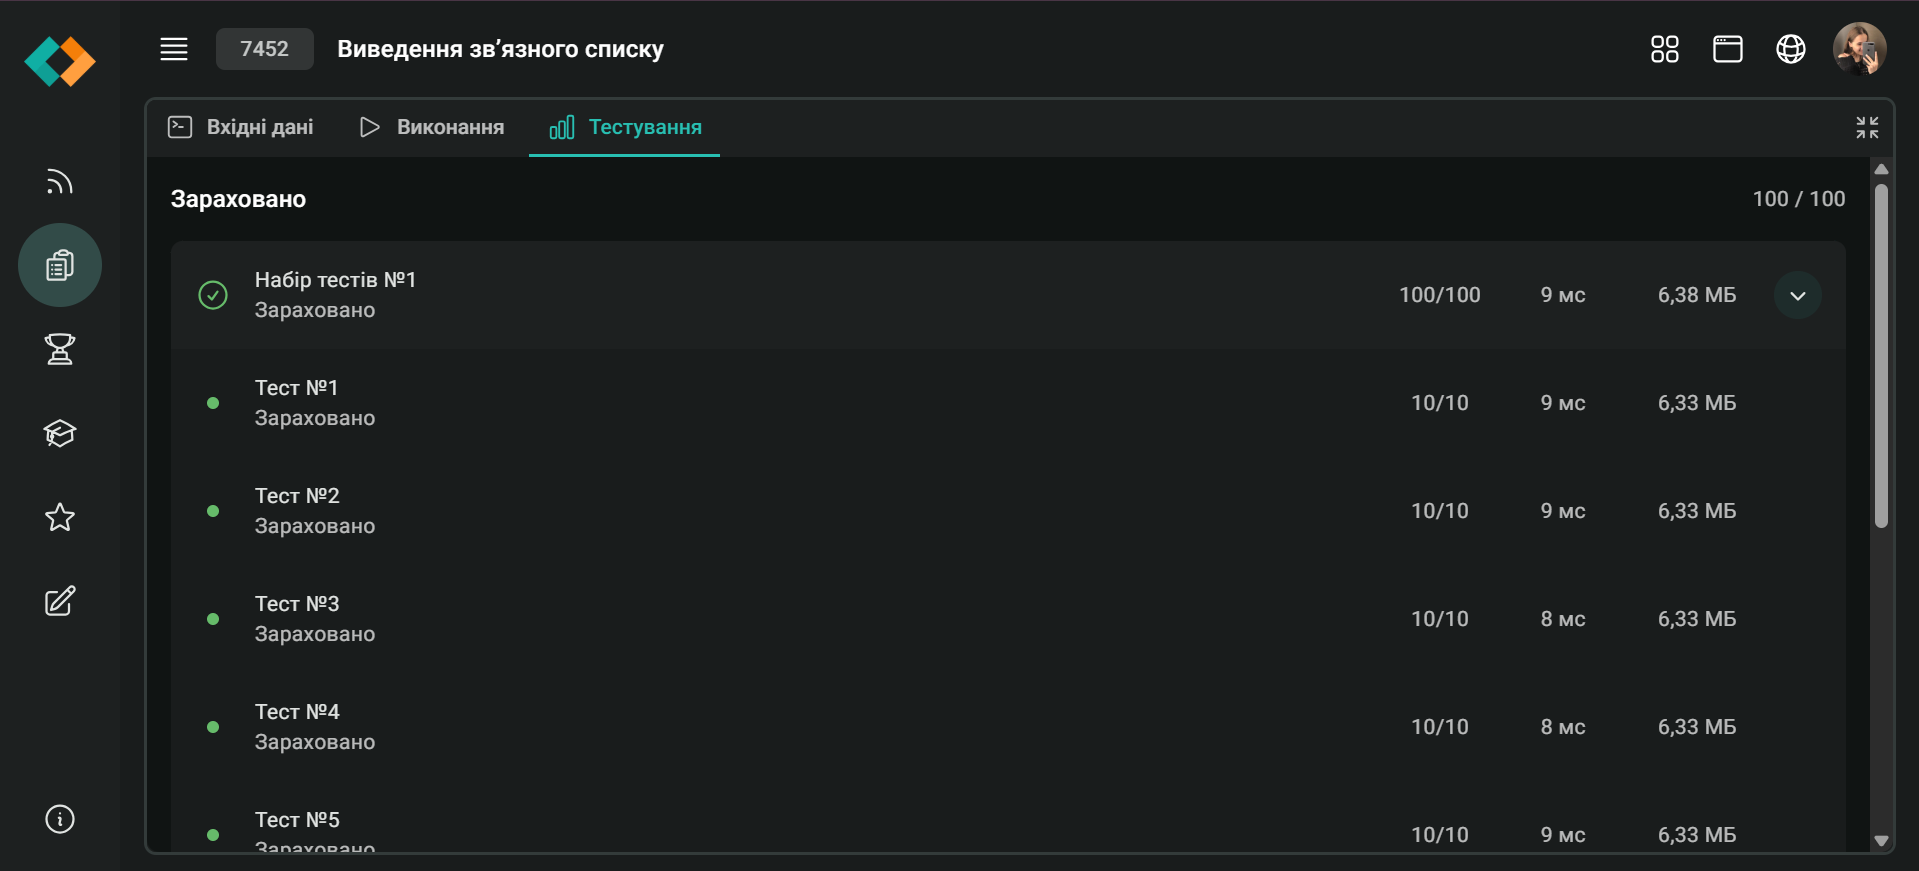 7452
Виведення зв’язного списку
Вхідні дані
Виконання
Тестування
Зараховано
100 / 100
Набір тестів №1
Зараховано
100/100
9 мс
6,38 МБ
Тест №1
Зараховано
10/10
9 мс
6,33 МБ
Тест №2
Зараховано
10/10
9 мс
6,33 МБ
Тест №3
Зараховано
10/10
8 мс
6,33 МБ
Тест №4
Зараховано
10/10
8 мс
6,33 МБ
Тест №5
Зараховано
10/10
9 мс
6,33 МБ